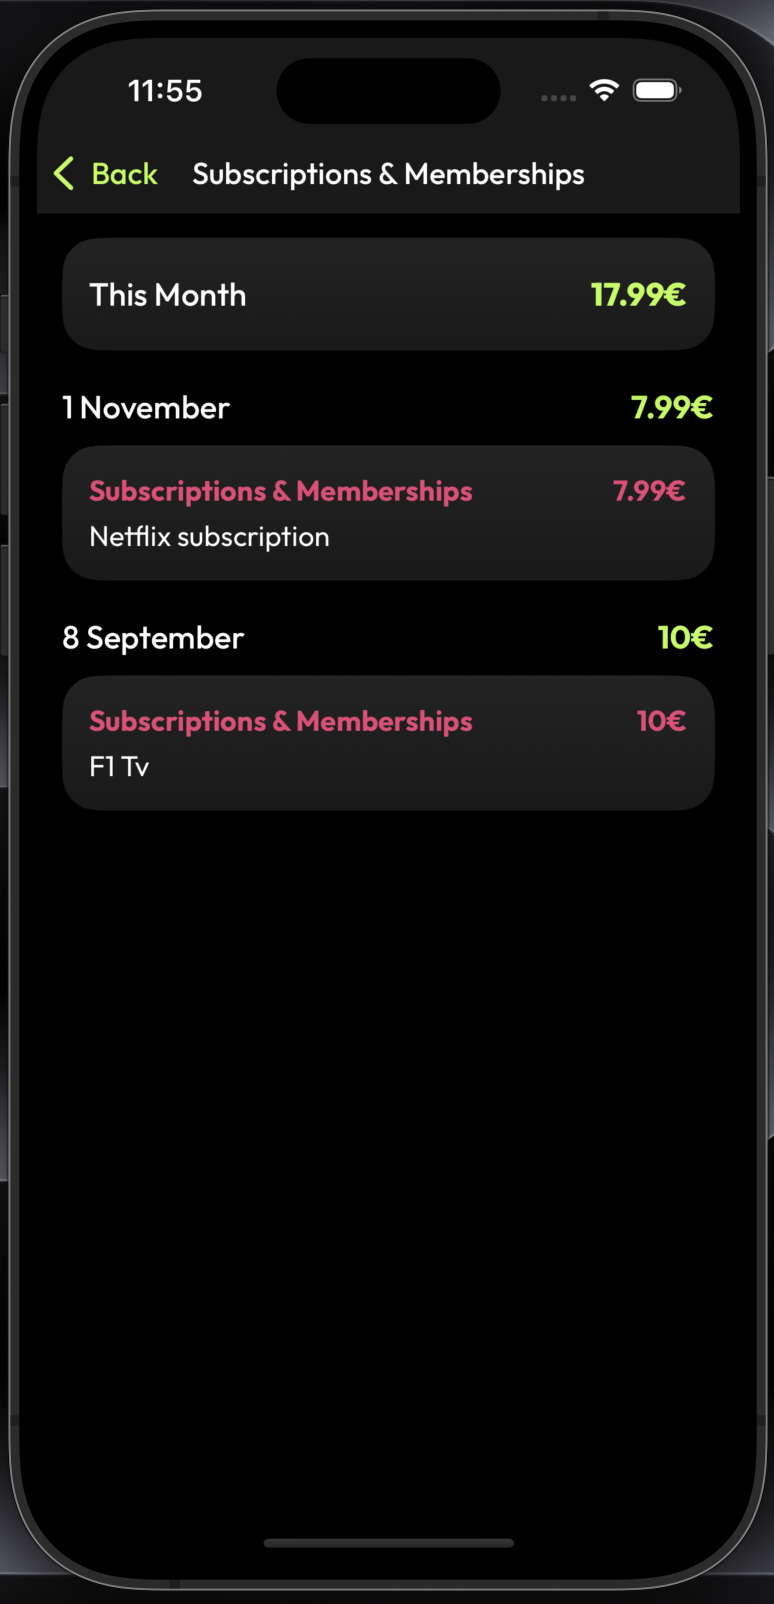 11:55
Back Subscriptions & Memberships
This Month 17.99€
1 November 7.99€
Subscriptions & Memberships 7.99€
Netflix subscription
8 September 10€
Subscriptions & Memberships 10€
F1 Tv